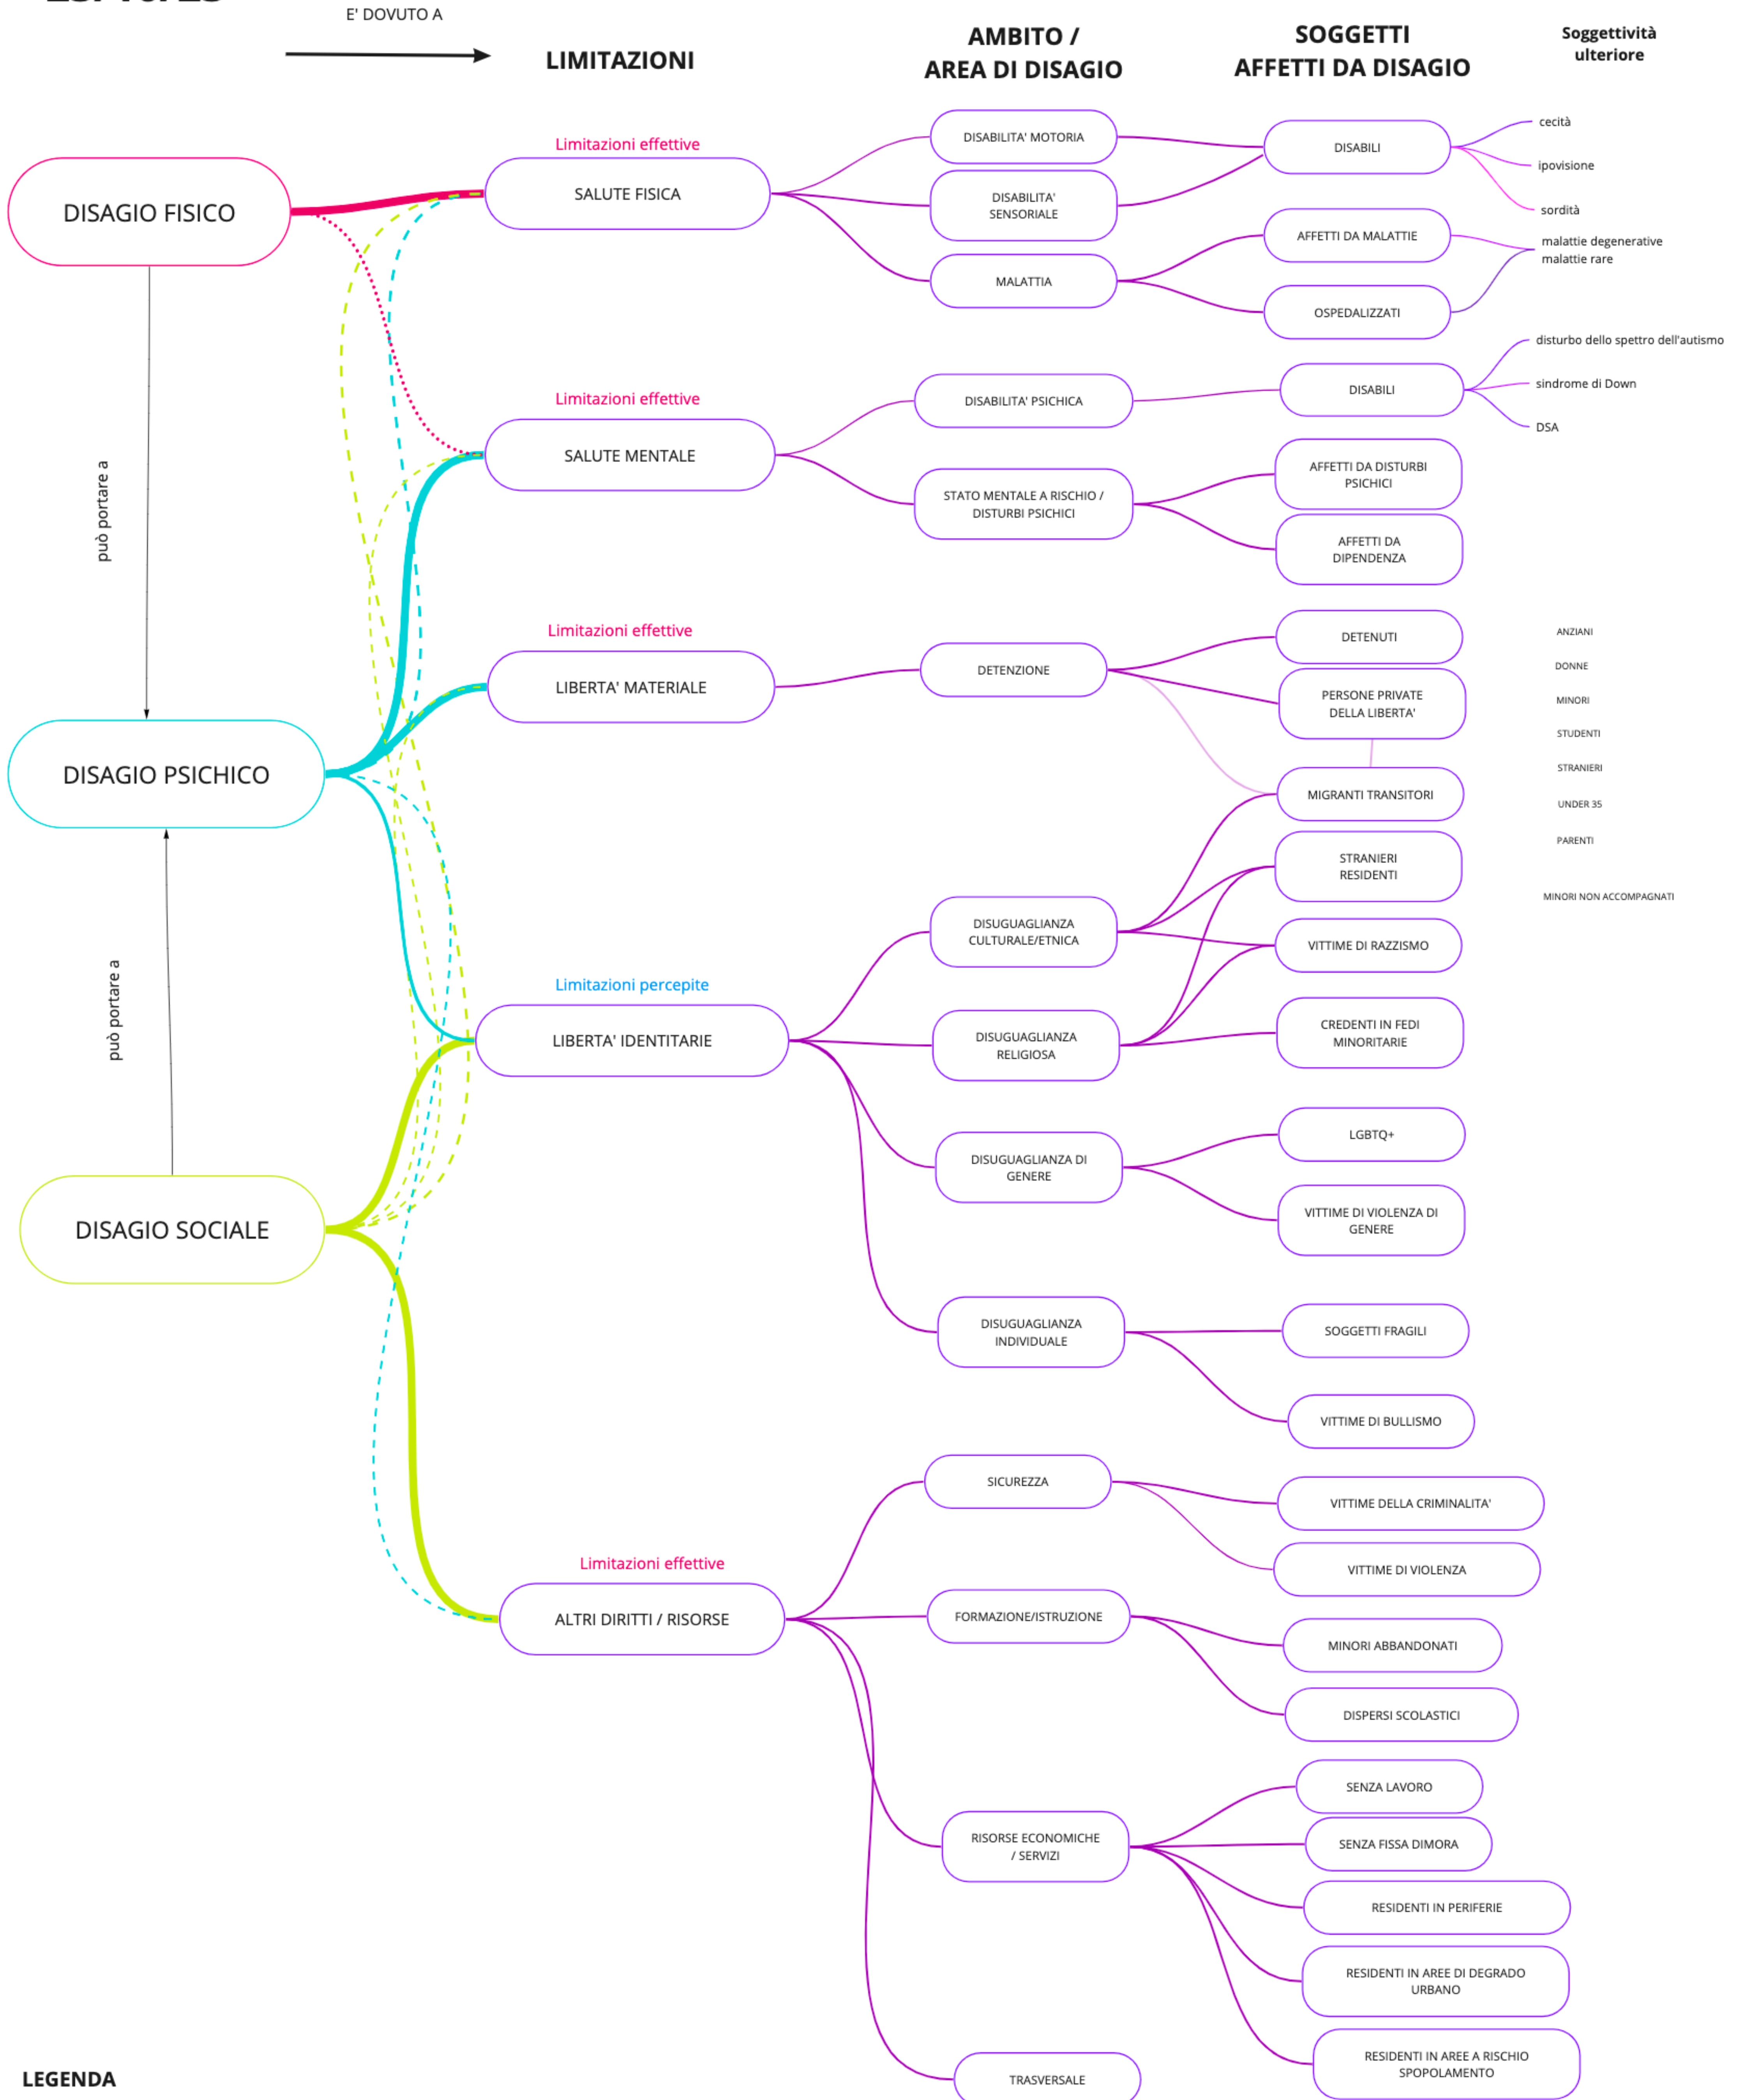 E' DOVUTO A
LIMITAZIONI
AMBITO /
AREA DI DISAGIO
SOGGETTI
AFFETTI DA DISAGIO
Soggettività
ulteriore
DISAGIO FISICO
può portare a
DISAGIO PSICHICO
può portare a
DISAGIO SOCIALE
Limitazioni effettive
SALUTE FISICA
Limitazioni effettive
SALUTE MENTALE
Limitazioni effettive
LIBERTA' MATERIALE
Limitazioni percepite
LIBERTA' IDENTITARIE
Limitazioni effettive
ALTRI DIRITTI / RISORSE
DISABILITA' MOTORIA
DISABILITA'
SENSORIALE
MALATTIA
DISABILITA' PSICHICA
STATO MENTALE A RISCHIO /
DISTURBI PSICHICI
DETENZIONE
DISUGUAGLIANZA
CULTURALE/ETNICA
DISUGUAGLIANZA
RELIGIOSA
DISUGUAGLIANZA DI
GENERE
DISUGUAGLIANZA
INDIVIDUALE
SICUREZZA
FORMAZIONE/ISTRUZIONE
RISORSE ECONOMICHE
/ SERVIZI
TRASVERSALE
DISABILI
AFFETTI DA MALATTIE
OSPEDALIZZATI
DISABILI
AFFETTI DA DISTURBI
PSICHICI
AFFETTI DA
DIPENDENZA
DETENUTI
PERSONE PRIVATE
DELLA LIBERTA'
MIGRANTI TRANSITORI
STRANIERI
RESIDENTI
VITTIME DI RAZZISMO
CREDENTI IN FEDI
MINORITARIE
LGBTQ+
VITTIME DI VIOLENZA DI
GENERE
SOGGETTI FRAGILI
VITTIME DI BULLISMO
VITTIME DELLA CRIMINALITA'
VITTIME DI VIOLENZA
MINORI ABBANDONATI
DISPERSI SCOLASTICI
SENZA LAVORO
SENZA FISSA DIMORA
RESIDENTI IN PERIFERIE
RESIDENTI IN AREE DI DEGRADO
URBANO
RESIDENTI IN AREE A RISCHIO
SPOPOLAMENTO
cecità
ipovisione
sordità
malattie degenerative
malattie rare
disturbo dello spettro dell'autismo
sindrome di Down
DSA
ANZIANI
DONNE
MINORI
STUDENTI
STRANIERI
UNDER 35
PARENTI
MINORI NON ACCOMPAGNATI
LEGENDA